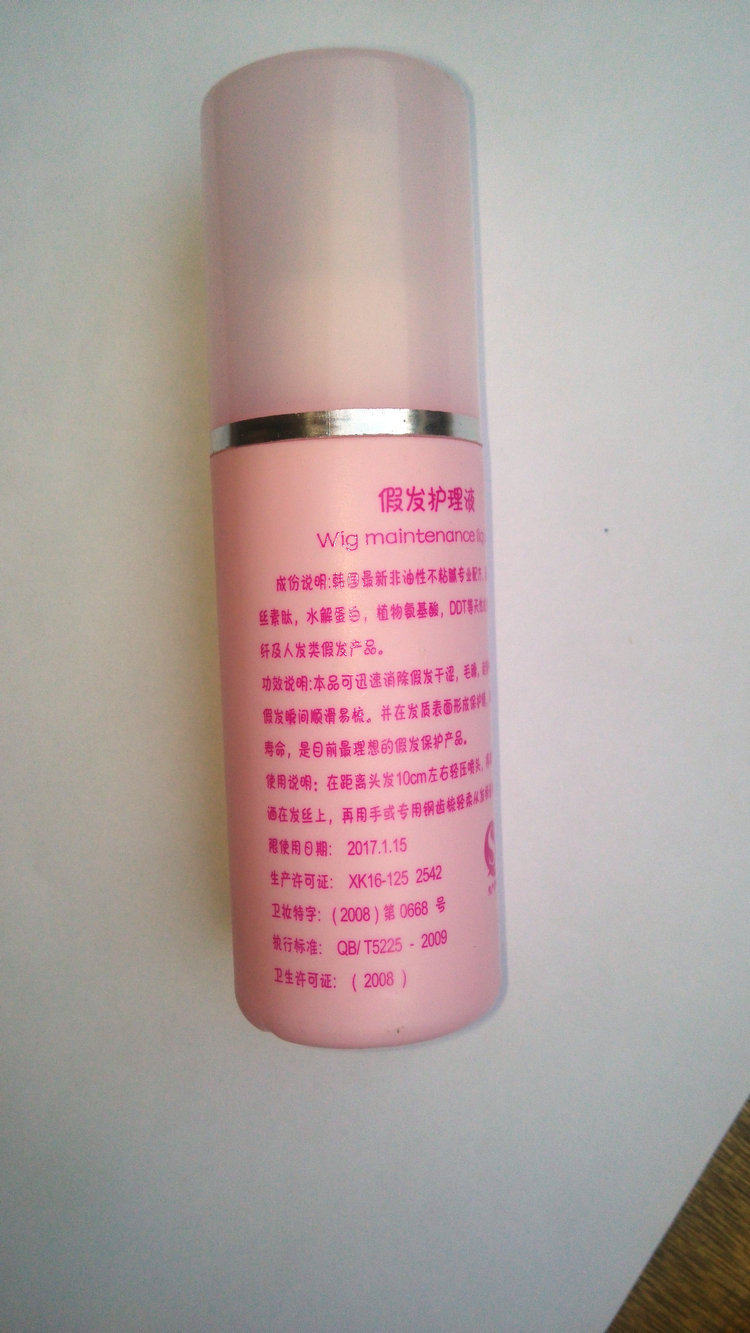 假发护理液
Wig maintenance
成份说明:韩国最新非油性不粘腻专业配方,
丝素肽，水解蛋白，植物氨基酸，DDT等天然
纤及人发类假发产品。
功效说明:本品可迅速消除假发干涩，毛躁，
假发瞬间顺滑易梳。并在发质表面形成保护膜,
寿命，是目前最理想的假发保护产品。
使用说明：在距离头发10cm左右轻压喷头，
洒在发丝上，再用手或专用钢齿梳轻柔从发
限使用日期： 2017.1.15
生产许可证： XK16-125 2542
卫妆特字：(2008)第0668 号
执行标准： QB/T5225 - 2009
卫生许可证：( 2008 )